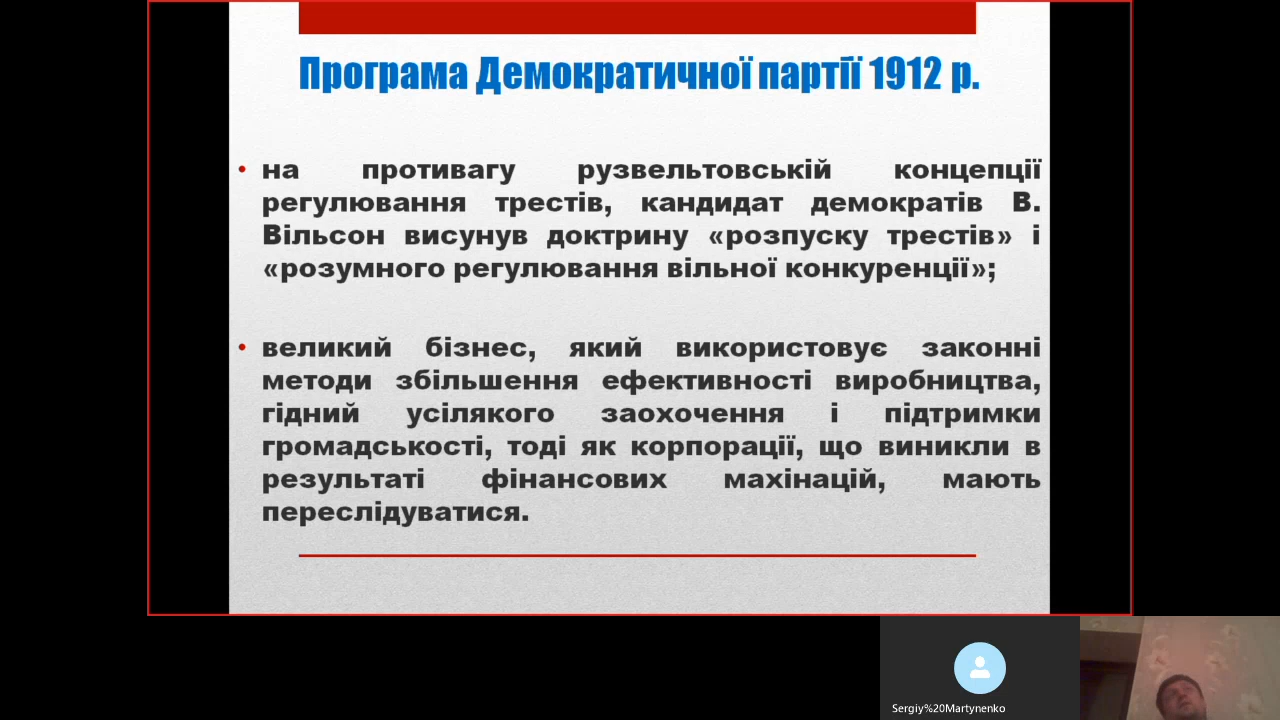 Програма Демократичної партії 1912 р.
• на противагу рузвельтовській концепції
регулювання трестів, кандидат демократів В.
Вільсон висунув доктрину «розпуску трестів» і
«розумного регулювання вільної конкуренції»;
• великий бізнес, який використовує законні
методи збільшення ефективності виробництва,
гідний усілякого заохочення і підтримки
громадськості, тоді як корпорації, що виникли в
результаті фінансових махінацій, мають
переслідуватися.
Sergiy%20Martynenko